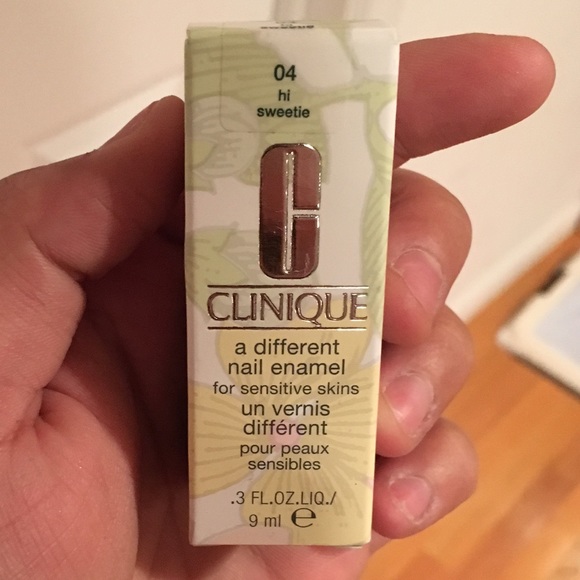 04
hi
sweetie
CLINIQUE
a different
nail enamel
for sensitive skins
un vernis
différent
pour peaux
sensibles
.3 FL.OZ.LIQ./
9 ml ℮